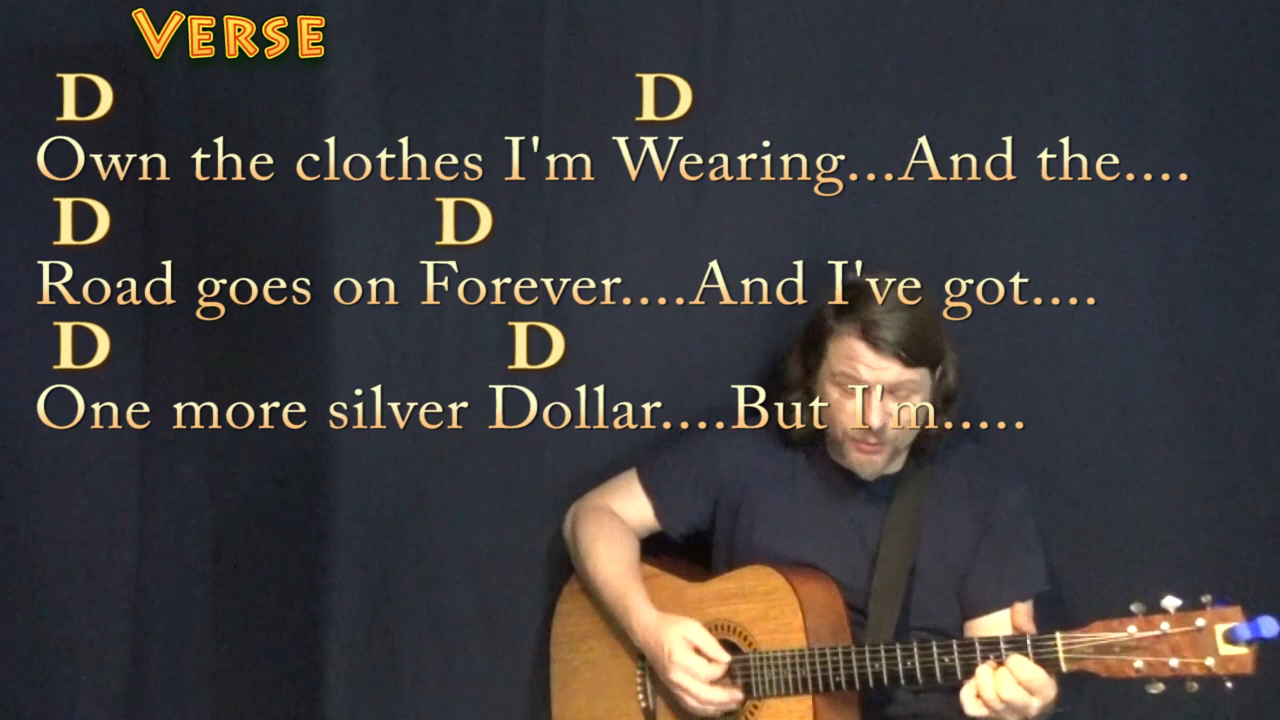 VERSE
D D
Own the clothes I'm Wearing...And the....
D D
Road goes on Forever....And I've got....
D D
One more silver Dollar....But I'm.....